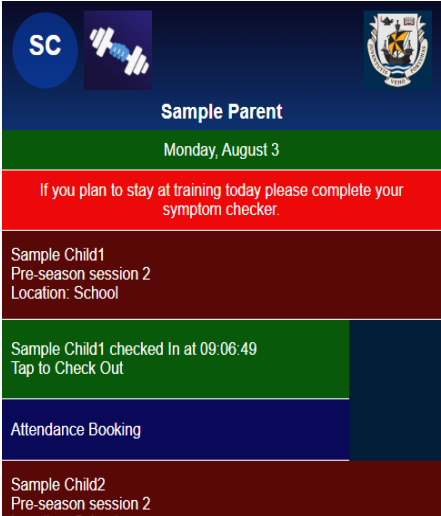 SC
Sample Parent
Monday, August 3
If you plan to stay at training today please complete your
symptom checker.
Sample Child1
Pre-season session 2
Location: School
Sample Child1 checked In at 09:06:49
Tap to Check Out
Attendance Booking
Sample Child2
Pre-season session 2